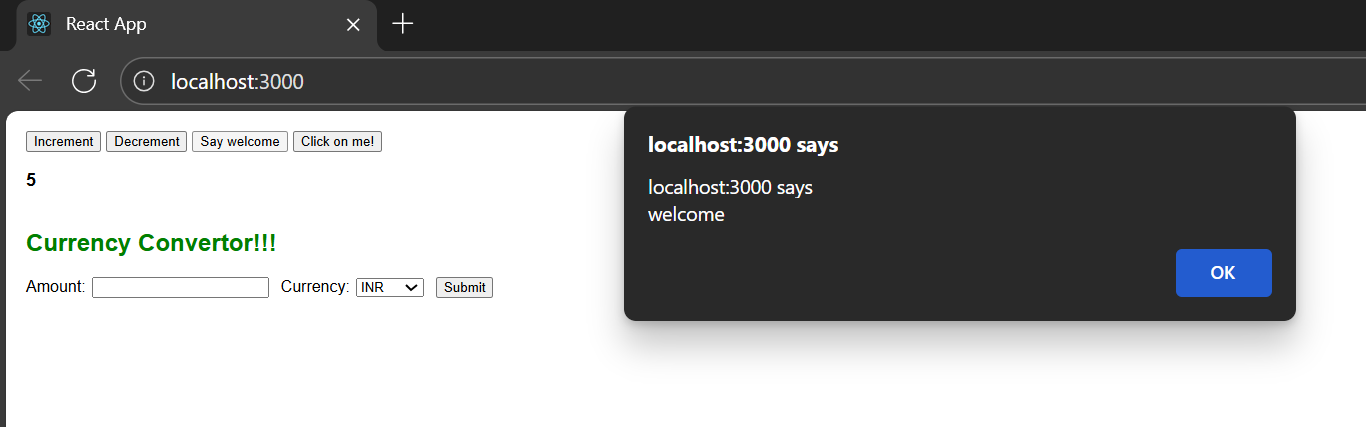 React App
localhost:3000
Increment Decrement Say welcome Click on me!
5
Currency Convertor!!!
Amount: Currency: INR Submit
localhost:3000 says
localhost:3000 says
welcome
OK